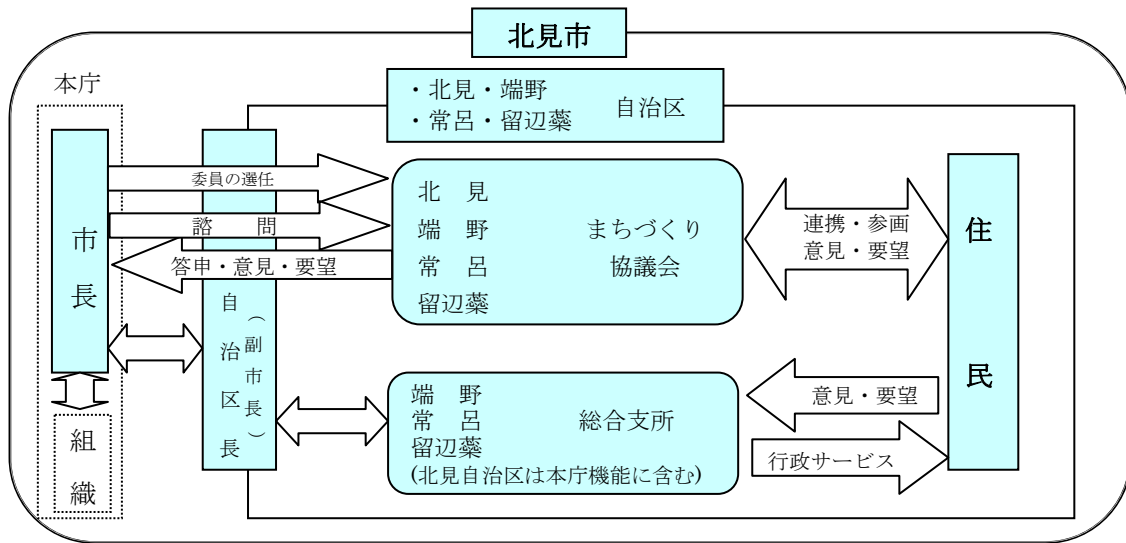 北見市
本庁
・北見・端野
・常呂・留辺蘂
自治区
市長
委員の選任
諮　問
答申・意見・要望
自治区長
（副市長）
北　見
端　野
常　呂
留辺蘂
まちづくり
協議会
連携・参画
意見・要望
住民
端　野
常　呂
留辺蘂
総合支所
(北見自治区は本庁機能に含む)
意見・要望
行政サービス
組織